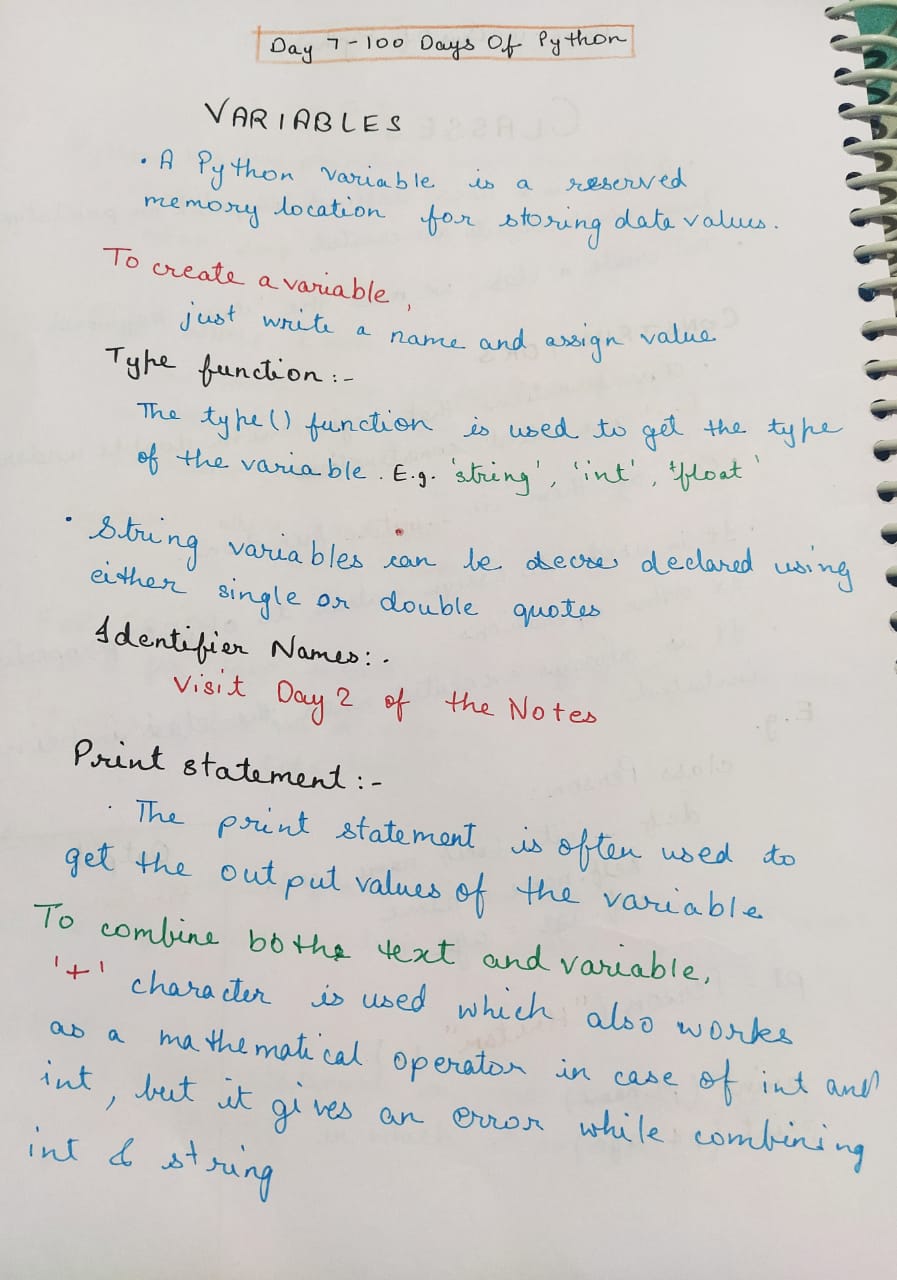 Day 7 - 100 Days Of Python
VARIABLES
• A Python variable is a reserved
memory location for storing date values.
To create a variable,
just write a name and assign value
Type function :-
The type() function is used to get the type
of the variable. E.g. 'string', 'int', 'float'
• String variables can be declared using
either single or double quotes
Identifier Names:-
Visit Day 2 of the Notes
Print statement :-
• The print statement is often used to
get the output values of the variable
To combine bothe text and variable,
'+' character is used which also works
as a mathematical operator in case of int and
int, but it gives an error while combining
int & string